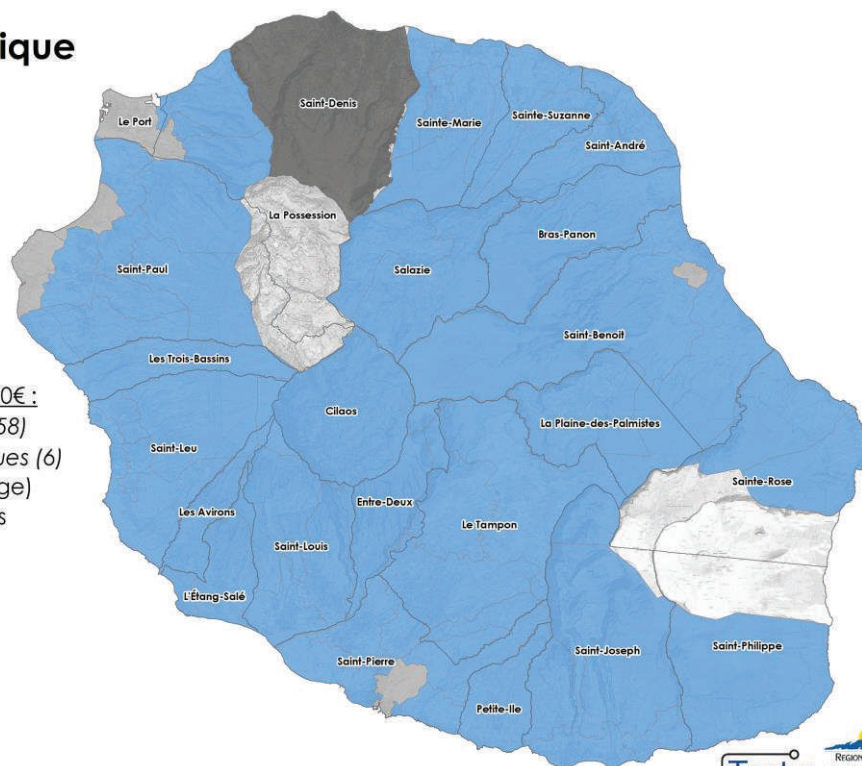 ique
Saint-Denis
Le Port
Sainte-Marie
Sainte-Suzanne
Saint-André
La Possession
Bras-Panon
Saint-Paul
Salazie
Saint-Benoit
Les Trois-Bassins
0€ :
Cilaos
58)
La Plaine-des-Palmistes
Saint-Leu
ues (6)
Sainte-Rose
ge)
Entre-Deux
Les Avirons
Le Tampon
s
Saint-Louis
L'Étang-Salé
Saint-Joseph
Saint-Philippe
Saint-Pierre
Petite-Ile
REGION